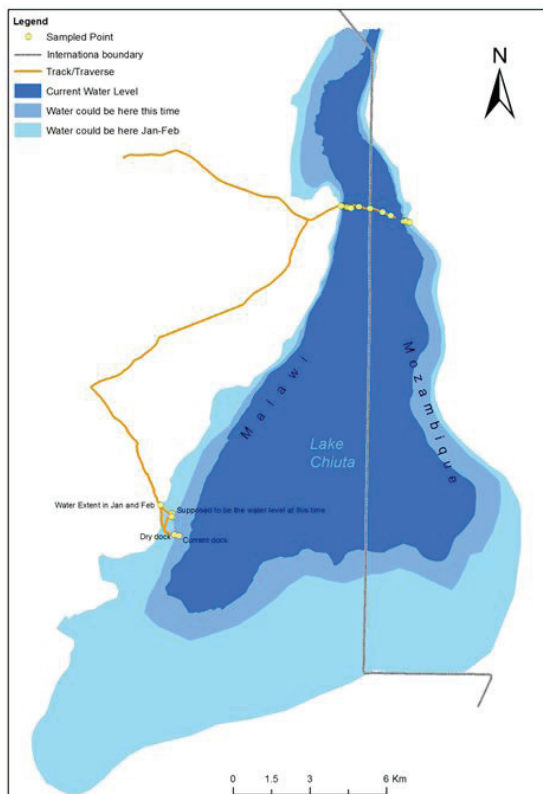 Legend
Sampled Point
Internationa boundary
Track/Traverse
Current Water Level
Water could be here this time
Water could be here Jan-Feb
N
Malawi
Mozambique
Lake
Chiuta
Water Extent in Jan and Feb
Supposed to be the water level at this time
Dry dock
Current dock
0 1.5 3 6 Km